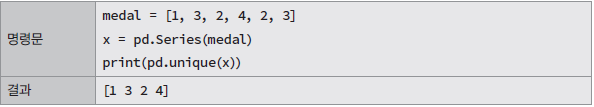 명령문
medal = [1, 3, 2, 4, 2, 3]
x = pd.Series(medal)
print(pd.unique(x))
결과
[1 3 2 4]